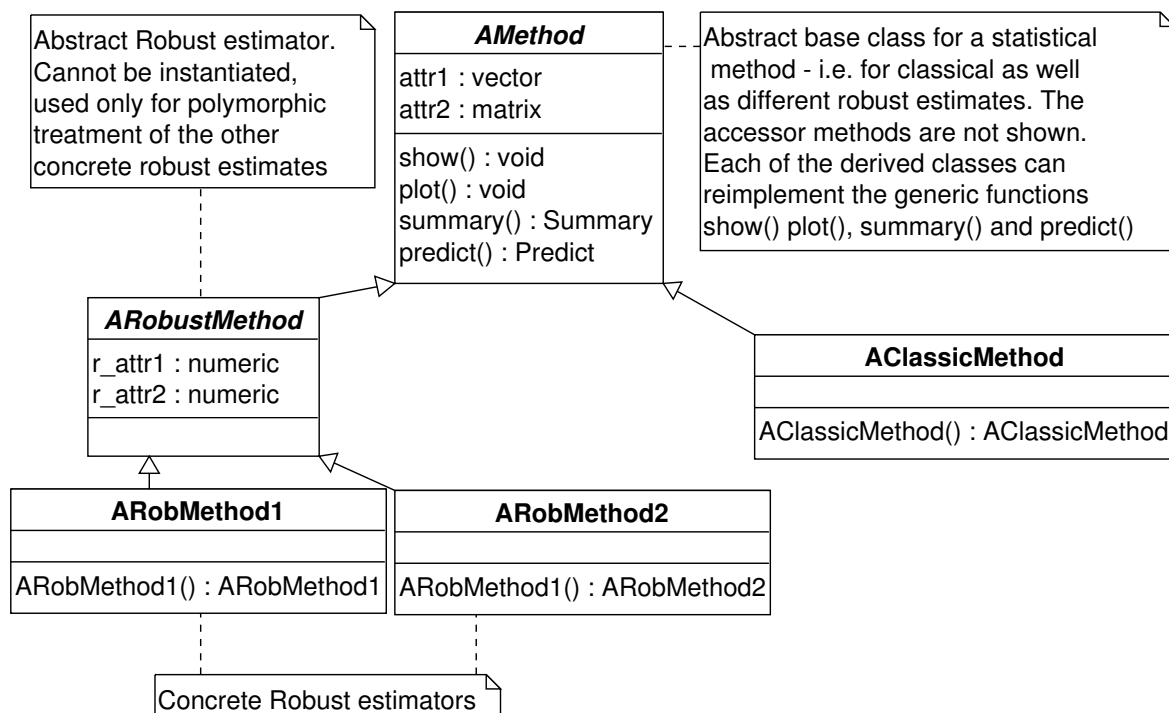 Abstract Robust estimator.
Cannot be instantiated,
used only for polymorphic
treatment of the other
concrete robust estimates
AMethod
attr1 : vector
attr2 : matrix
show() : void
plot() : void
summary() : Summary
predict() : Predict
Abstract base class for a statistical
method - i.e. for classical as well
as different robust estimates. The
accessor methods are not shown.
Each of the derived classes can
reimplement the generic functions
show() plot(), summary() and predict()
ARobustMethod
r_attr1 : numeric
r_attr2 : numeric
AClassicMethod
AClassicMethod() : AClassicMethod
ARobMethod1
ARobMethod1() : ARobMethod1
ARobMethod2
ARobMethod1() : ARobMethod2
Concrete Robust estimators